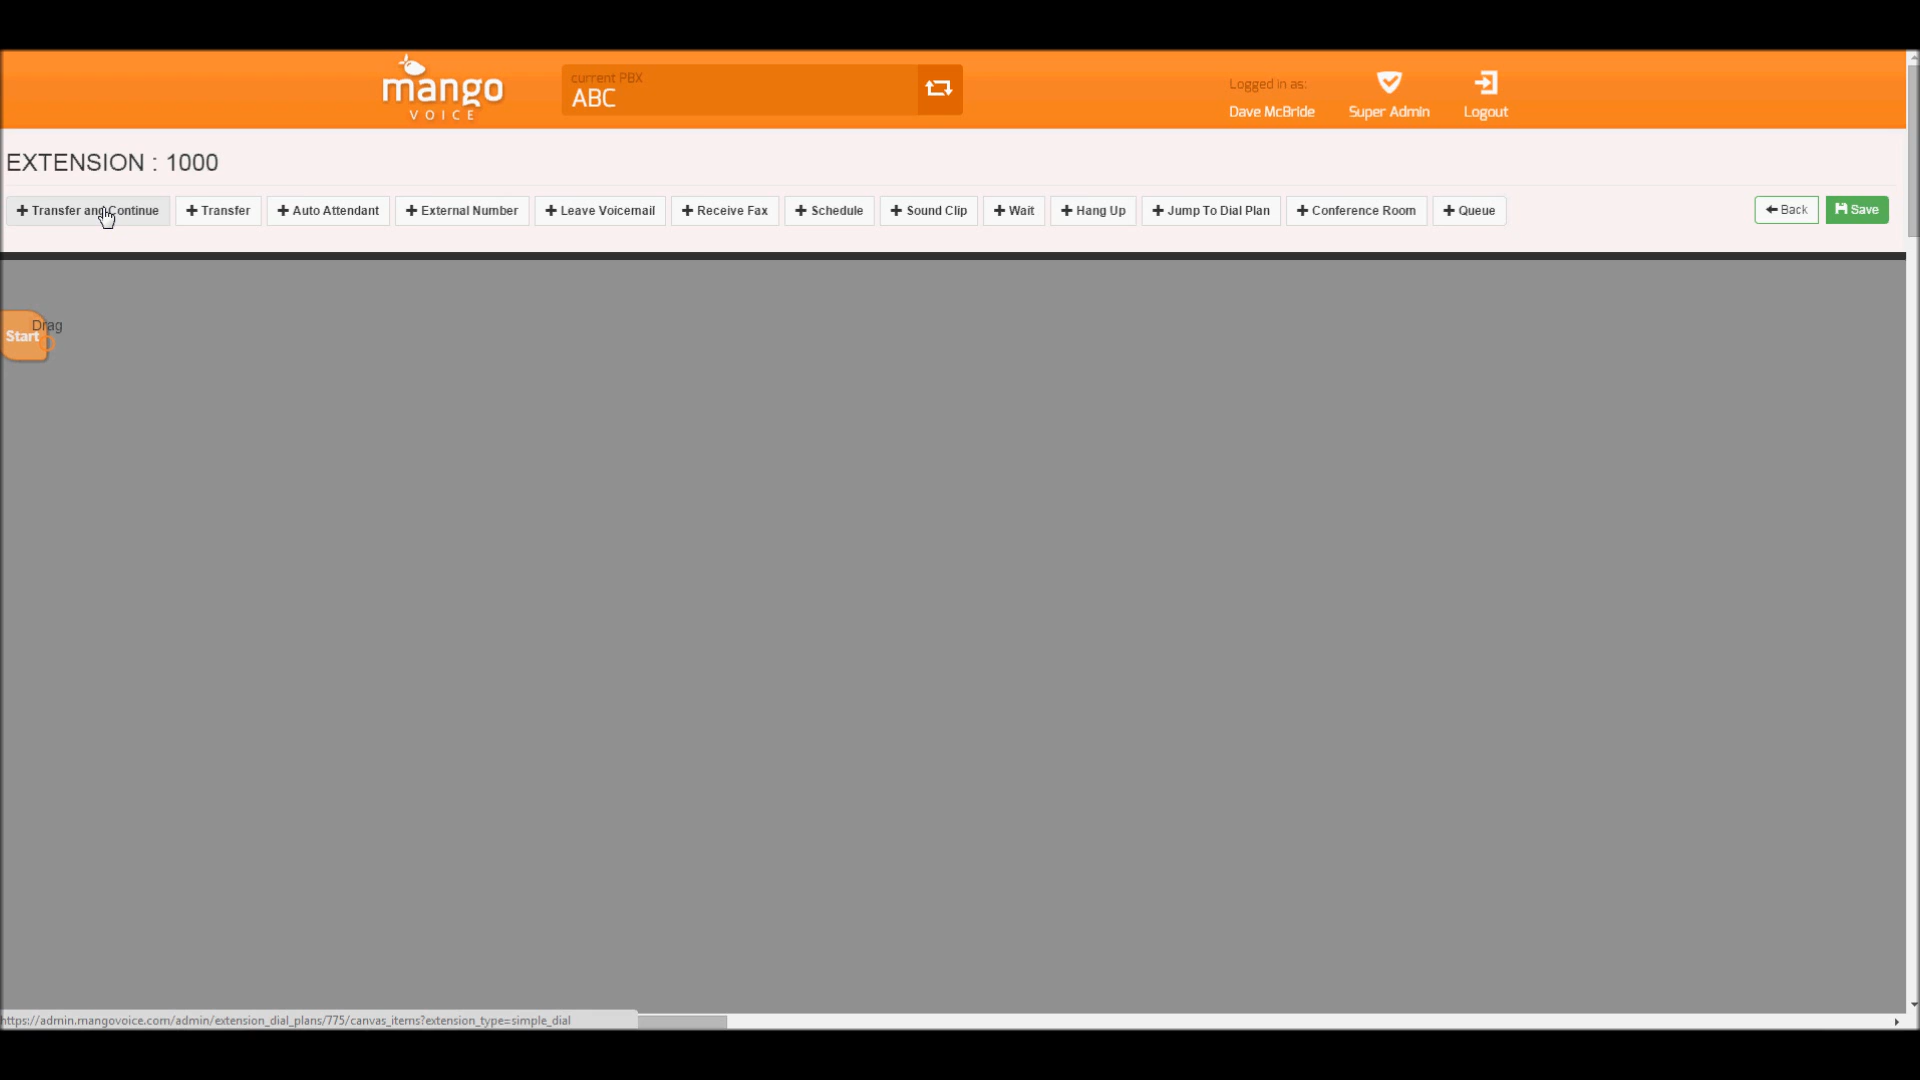 mango
VOICE
current PBX
ABC
Logged in as:
Dave McBride
Super Admin
Logout
EXTENSION : 1000
Transfer and Continue
Transfer
Auto Attendant
External Number
Leave Voicemail
Receive Fax
Schedule
Sound Clip
Wait
Hang Up
Jump To Dial Plan
Conference Room
Queue
Back
Save
Drag
Start
https://admin.mangovoice.com/admin/extension_dial_plans/775/canvas_items?extension_type=simple_dial